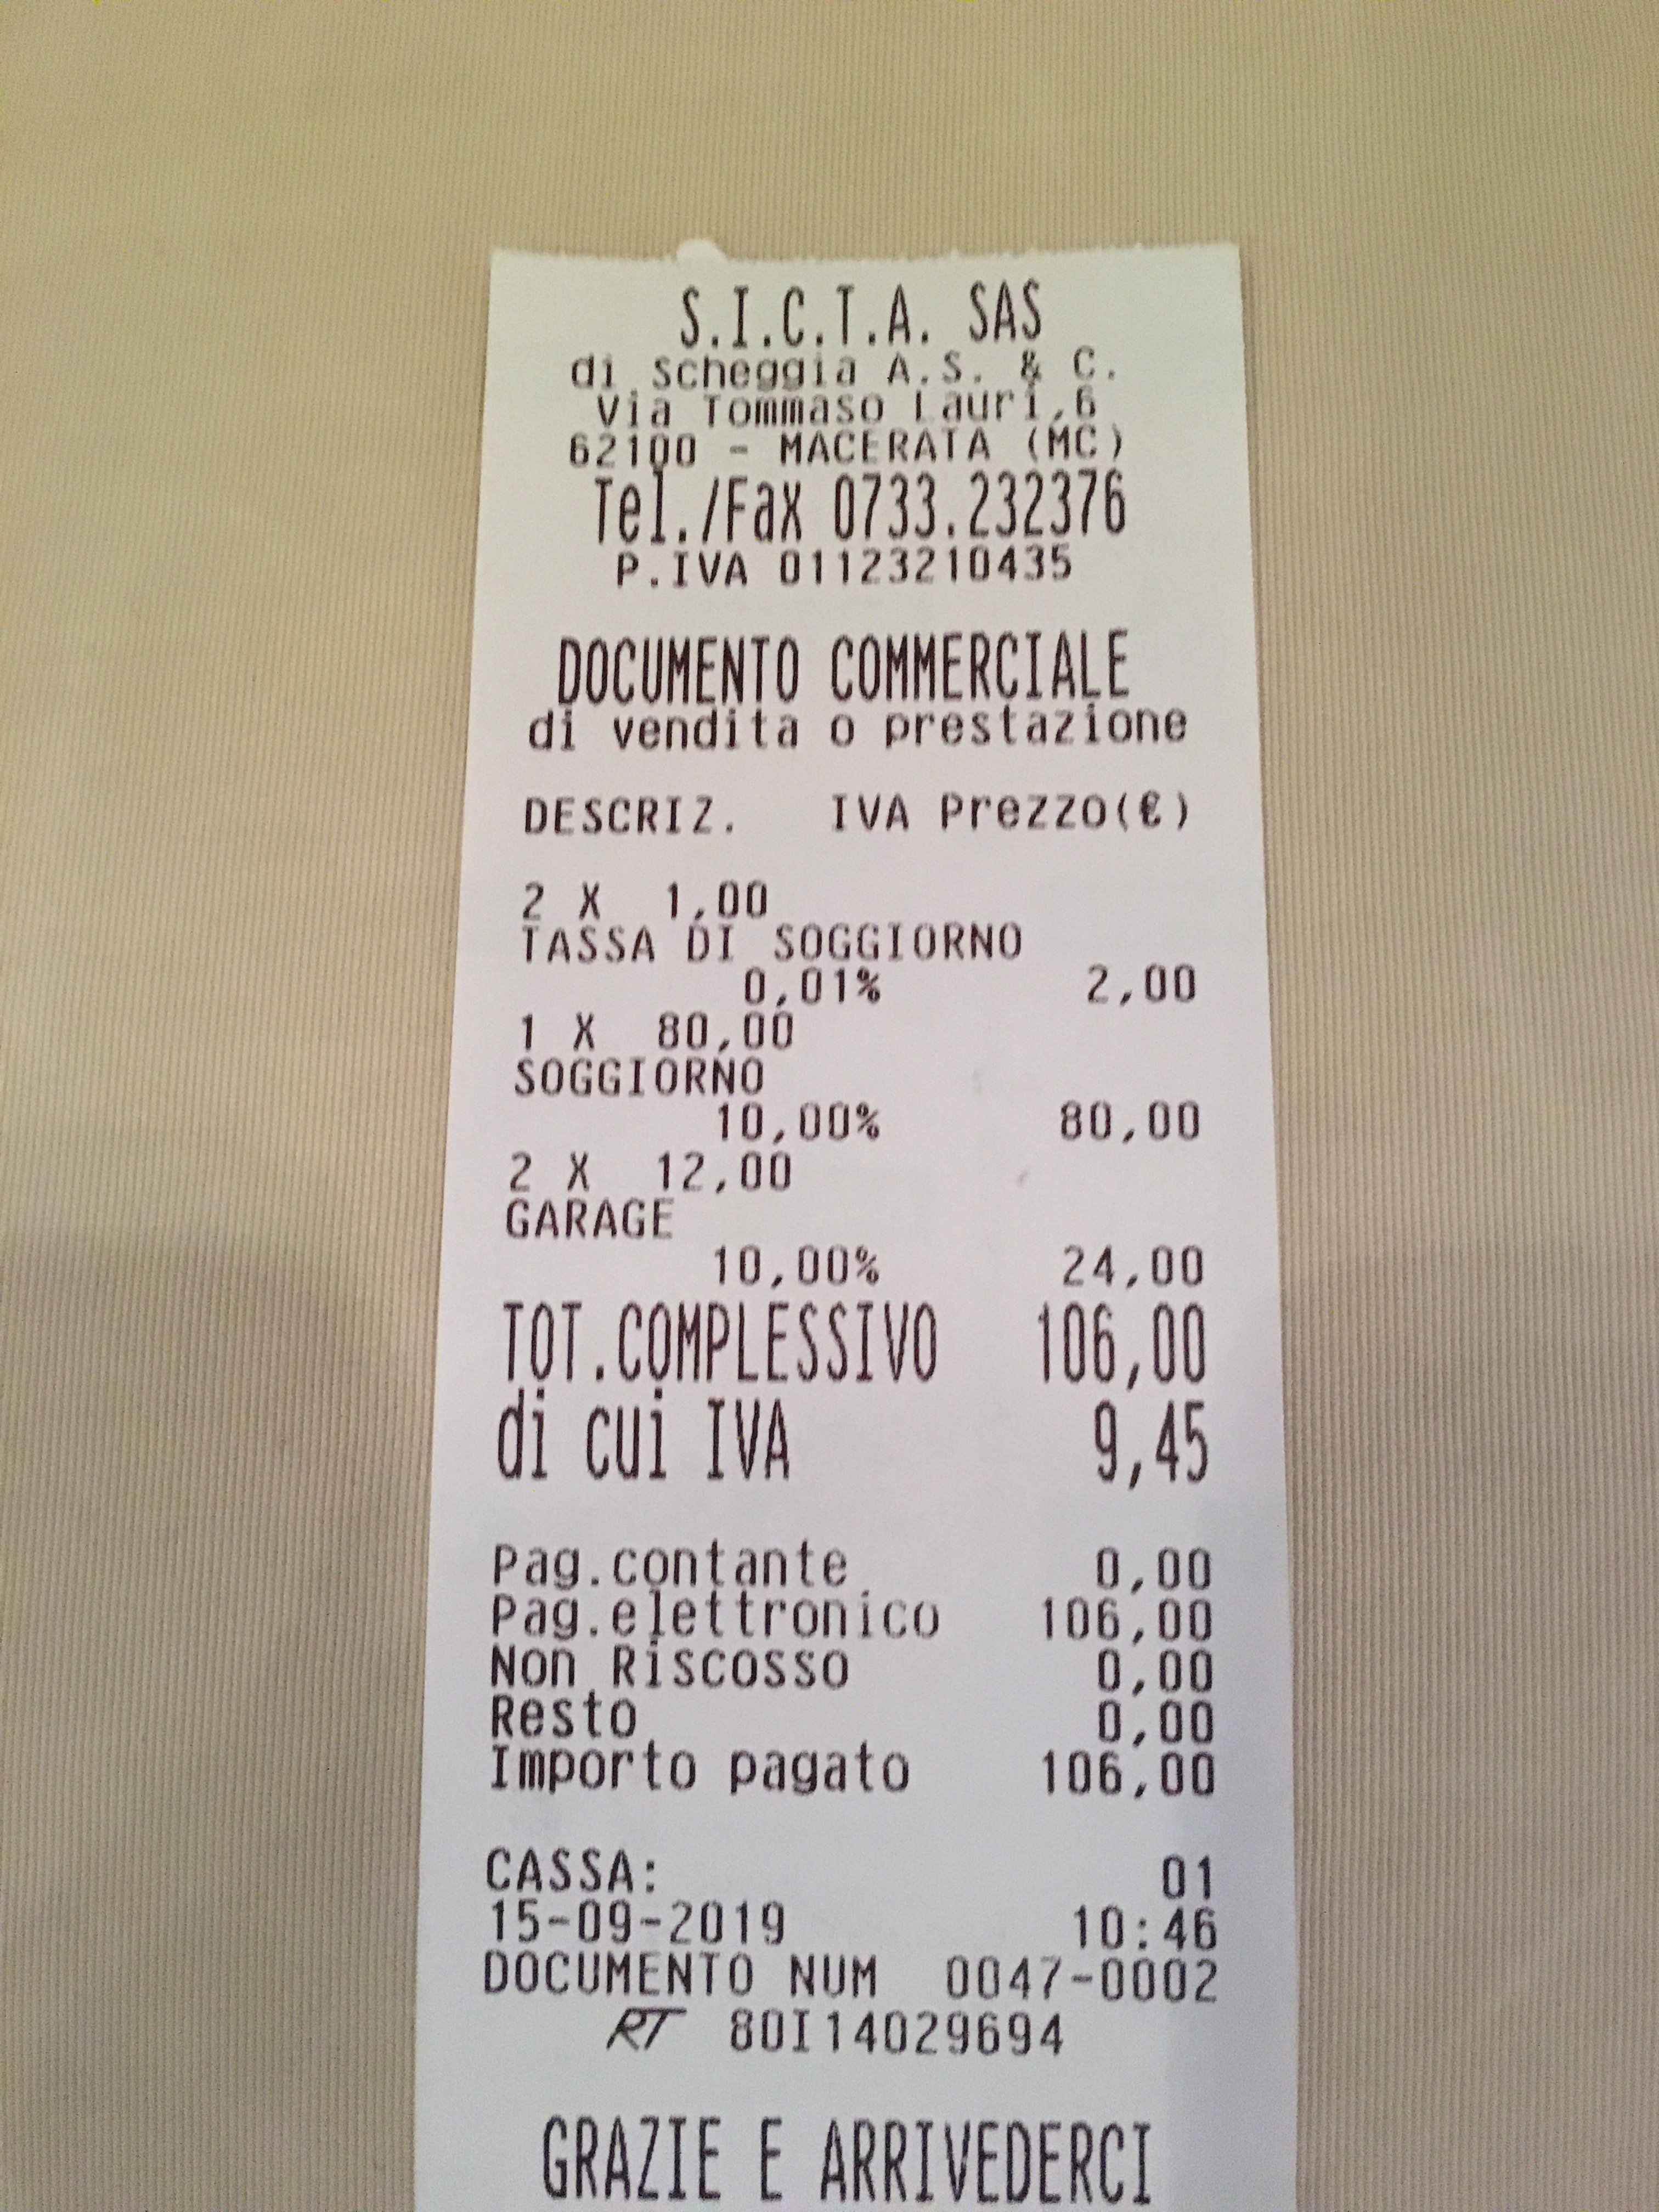 S.I.C.T.A. SAS
di Scheggia A.S. & C.
Via Tommaso Lauri,6
62100 - MACERATA (MC)
Tel./Fax 0733.232376
P.IVA 01123210435
DOCUMENTO COMMERCIALE
di vendita o prestazione
DESCRIZ. IVA Prezzo(€)
2 X 1,00
TASSA DI SOGGIORNO
0,01% 2,00
1 X 80,00
SOGGIORNO
10,00% 80,00
2 X 12,00
GARAGE
10,00% 24,00
TOT.COMPLESSIVO 106,00
di cui IVA 9,45
Pag.contante 0,00
Pag.elettronico 106,00
Non Riscosso 0,00
Resto 0,00
Importo pagato 106,00
CASSA: 01
15-09-2019 10:46
DOCUMENTO NUM 0047-0002
RT 80I14029694
GRAZIE E ARRIVEDERCI